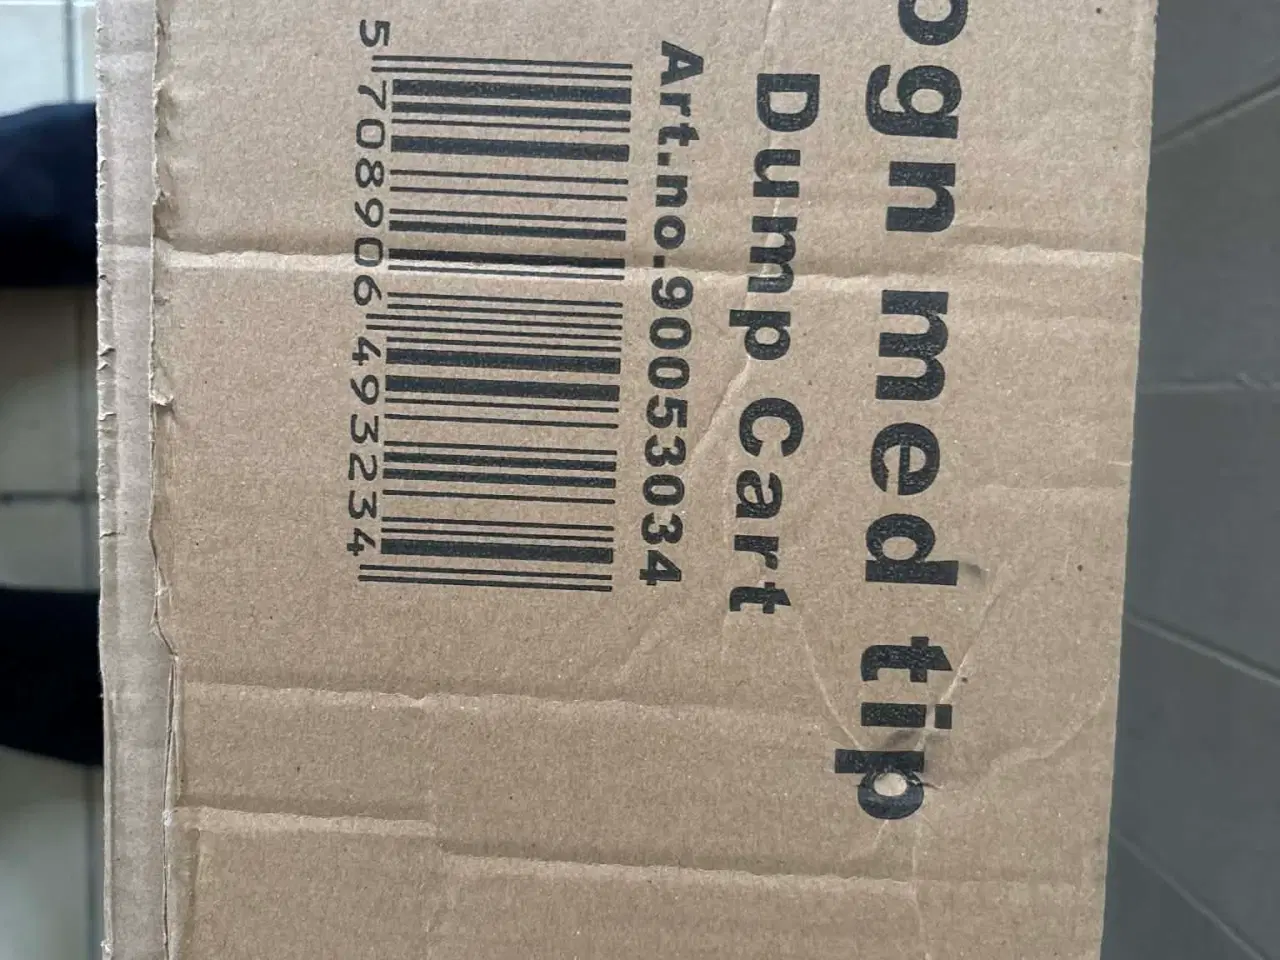 ogn med tip
Dump Cart
Art.no.90053034
5 708906 493234